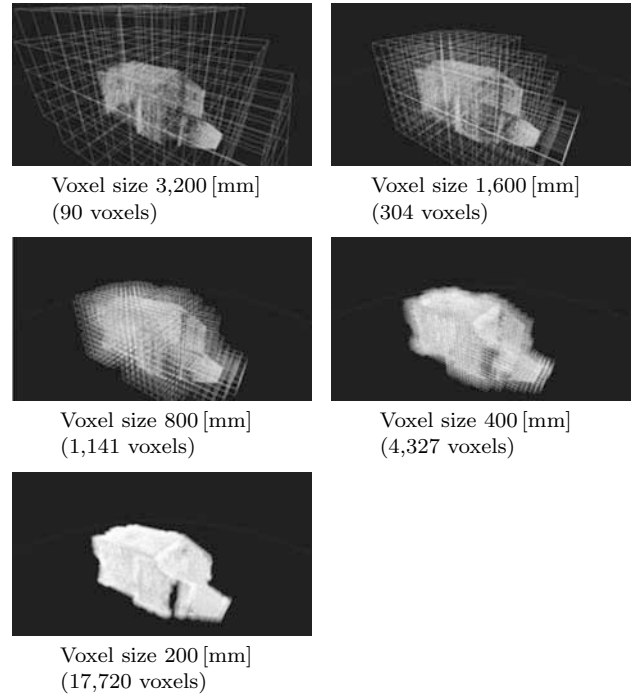 Voxel size 3,200 [mm]
(90 voxels)
Voxel size 1,600 [mm]
(304 voxels)
Voxel size 800 [mm]
(1,141 voxels)
Voxel size 400 [mm]
(4,327 voxels)
Voxel size 200 [mm]
(17,720 voxels)